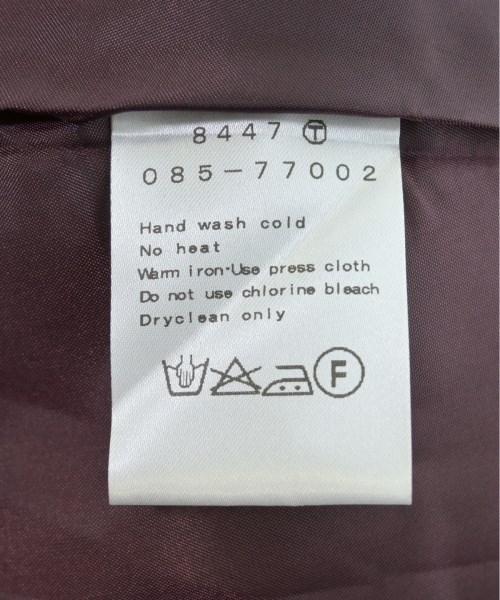 8447 Ⓣ
085-77002
Hand wash cold
No heat
Warm iron·Use press cloth
Do not use chlorine bleach
Dryclean only
F